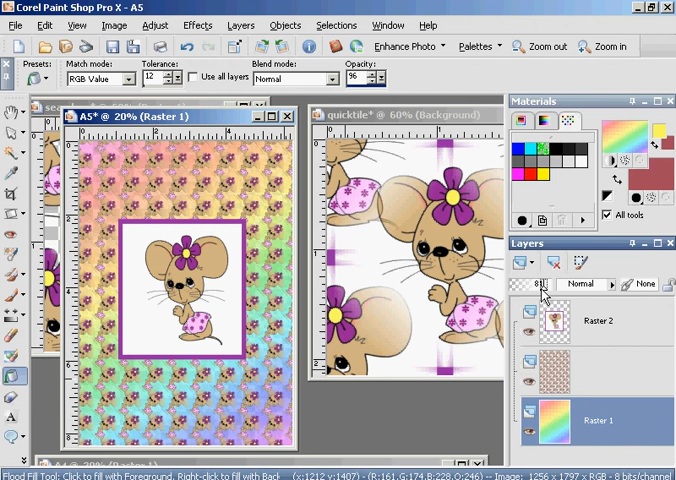 Corel Paint Shop Pro X - A5
File Edit View Image Adjust Effects Layers Objects Selections Window Help
Enhance Photo Palettes Zoom out Zoom in
Presets: Match mode: Tolerance: Blend mode: Opacity:
RGB Value 12 Use all layers Normal 96
A5* @ 20% (Raster 1)
quicktile* @ 60% (Background)
Materials
All tools
Layers
Normal None
Raster 2
Raster 1
Flood Fill Tool: Click to fill with Foreground. Right-click to fill with Back (x:1212 y:1407) - (R:161,G:174,B:228,O:246) -- Image: 1256 x 1797 x RGB - 8 bits/channel